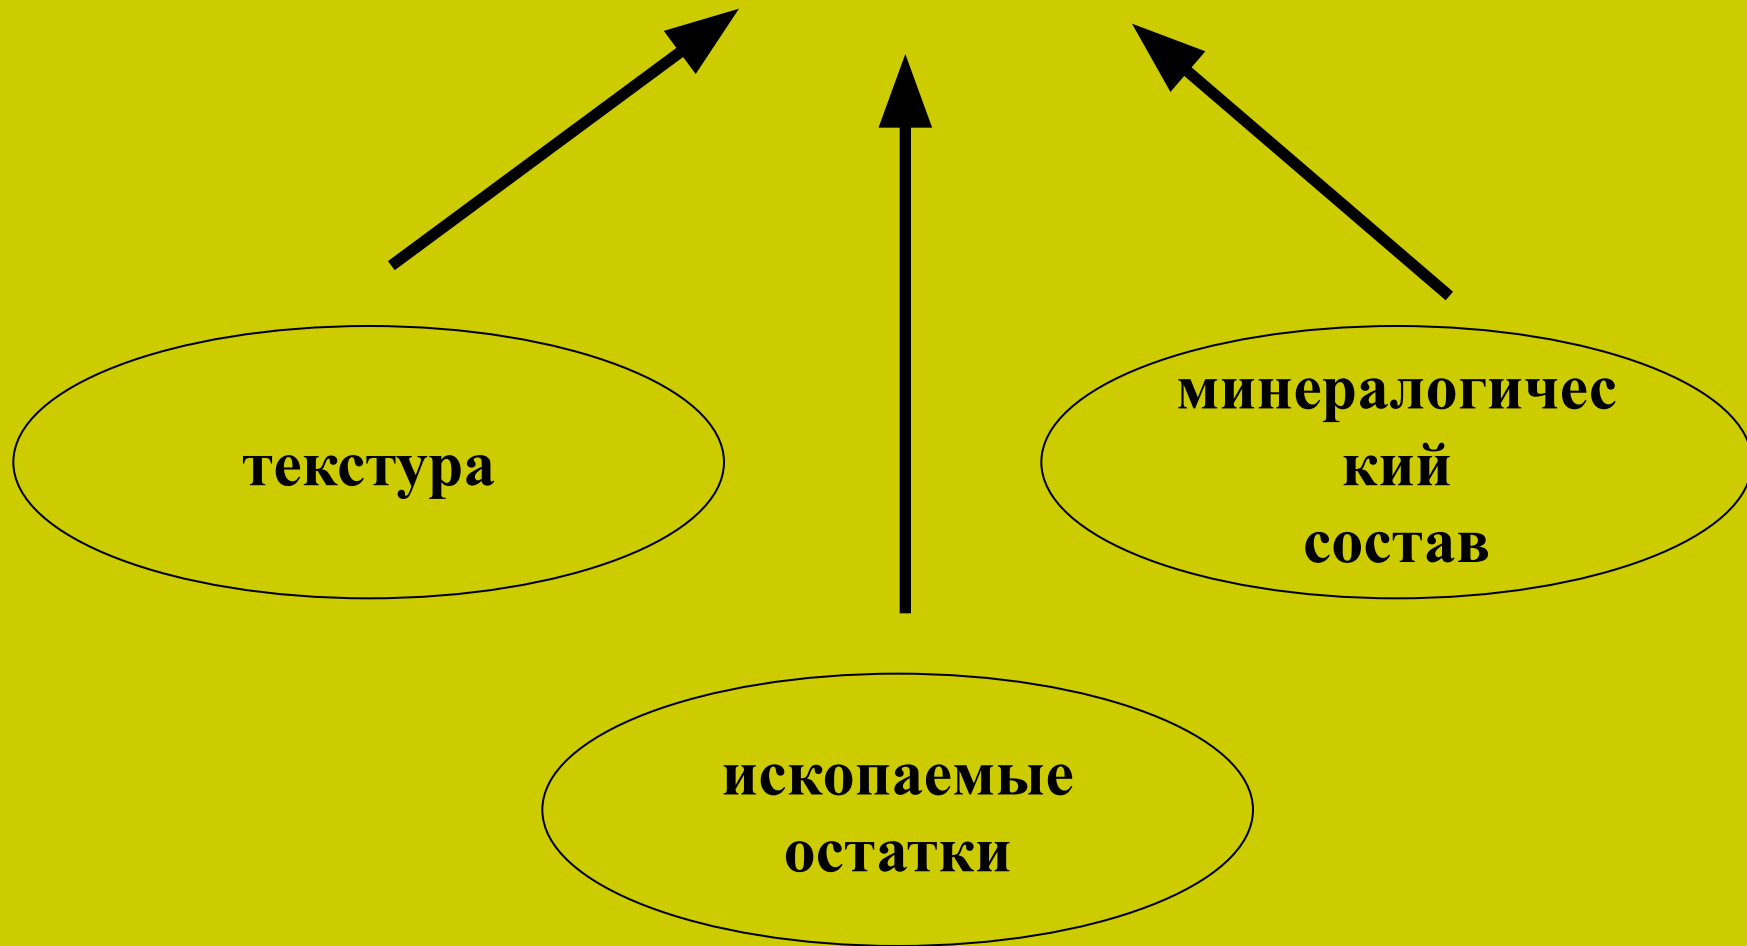 текстура
минералогичес
кий
состав
ископаемые
остатки